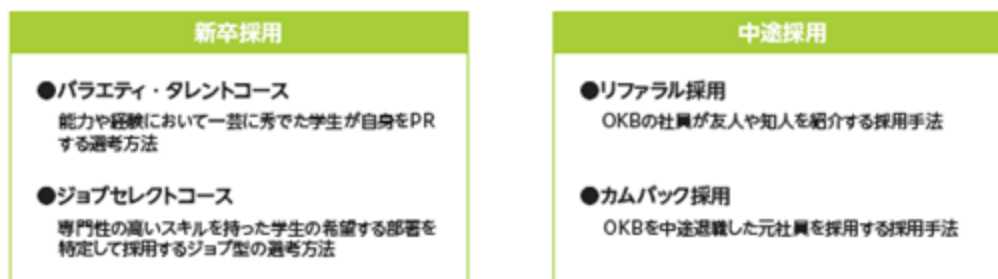 新卒採用
●バラエティ・タレントコース
能力や経験において一芸に秀でた学生が自身をPR
する選考方法
●ジョブセレクトコース
専門性の高いスキルを持った学生の希望する部署を
特定して採用するジョブ型の選考方法
中途採用
●リファラル採用
OKBの社員が友人や知人を紹介する採用手法
●カムバック採用
OKBを中途退職した元社員を採用する採用手法